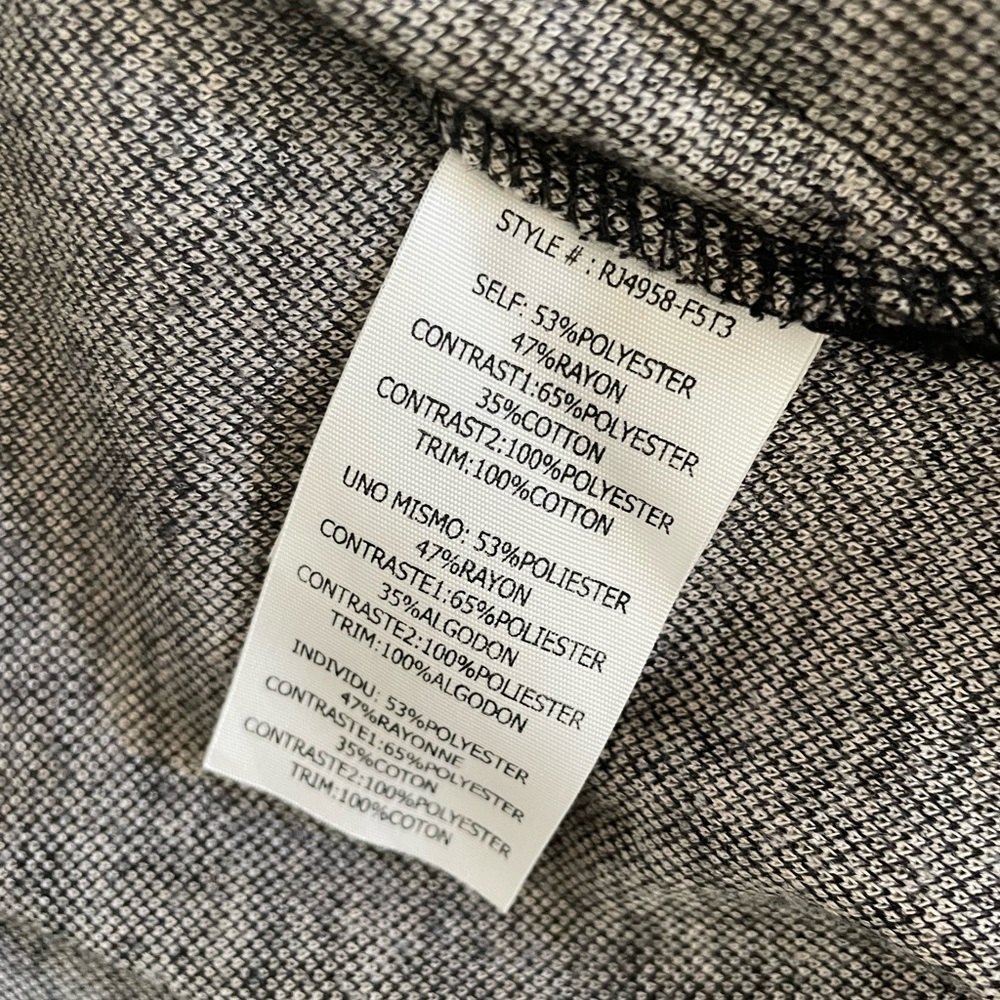 STYLE # : RJ4958-F5T3
SELF: 53%POLYESTER
47%RAYON
CONTRAST1:65%POLYESTER
35%COTTON
CONTRAST2:100%POLYESTER
TRIM:100%COTTON
UNO MISMO: 53%POLIESTER
47%RAYON
CONTRASTE1:65%POLIESTER
35%ALGODON
CONTRASTE2:100%POLIESTER
TRIM:100%ALGODON
INDIVIDU: 53%POLYESTER
47%RAYONNE
CONTRASTTE1:65%POLYESTER
35%COTON
CONTRASTE2:100%POLYESTER
TRIM:100%COTON